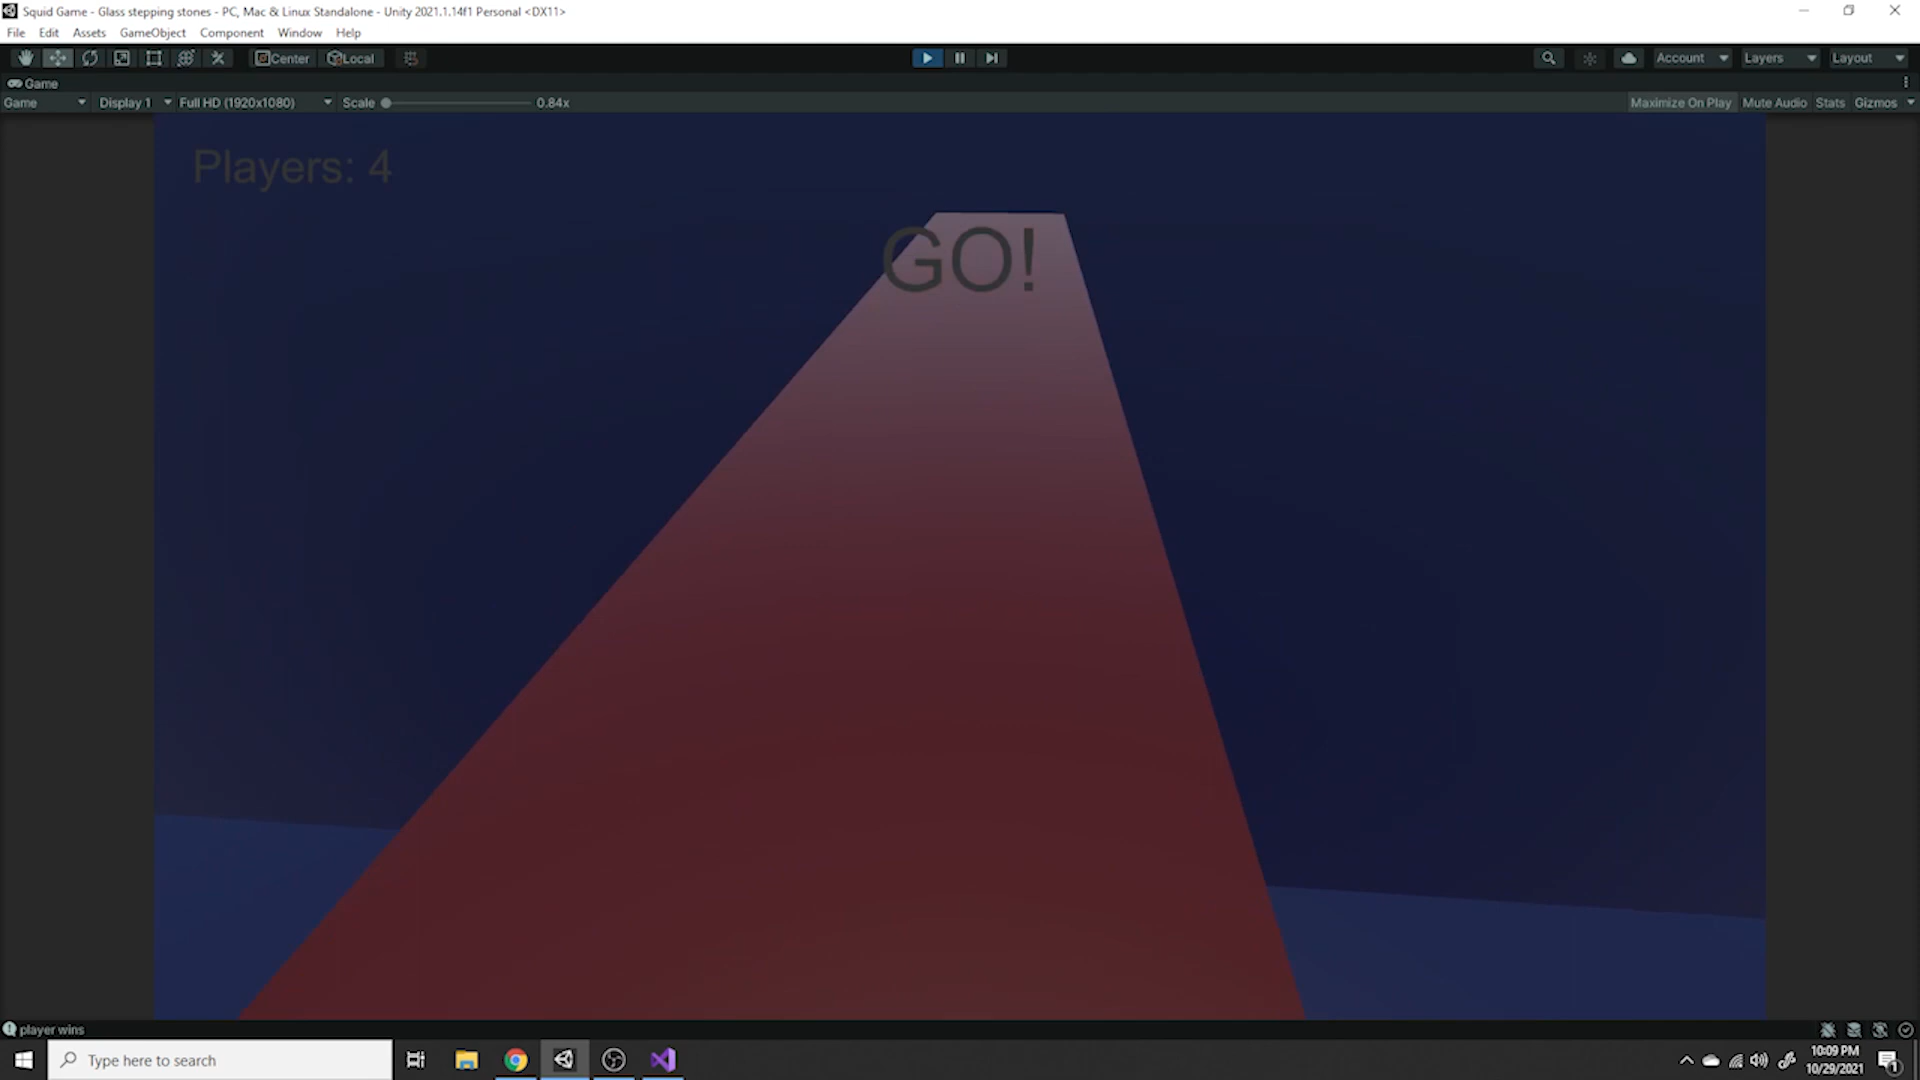 Squid Game - Glass stepping stones - PC, Mac & Linux Standalone - Unity 2021.1.14f1 Personal <DX11>
File Edit Assets GameObject Component Window Help
Center Local Account Layers Layout
Game
Game Display 1 Full HD (1920x1080) Scale 0.84x Maximize On Play Mute Audio Stats Gizmos
Players: 4
GO!
player wins
Type here to search
10:09 PM
10/29/2021
1